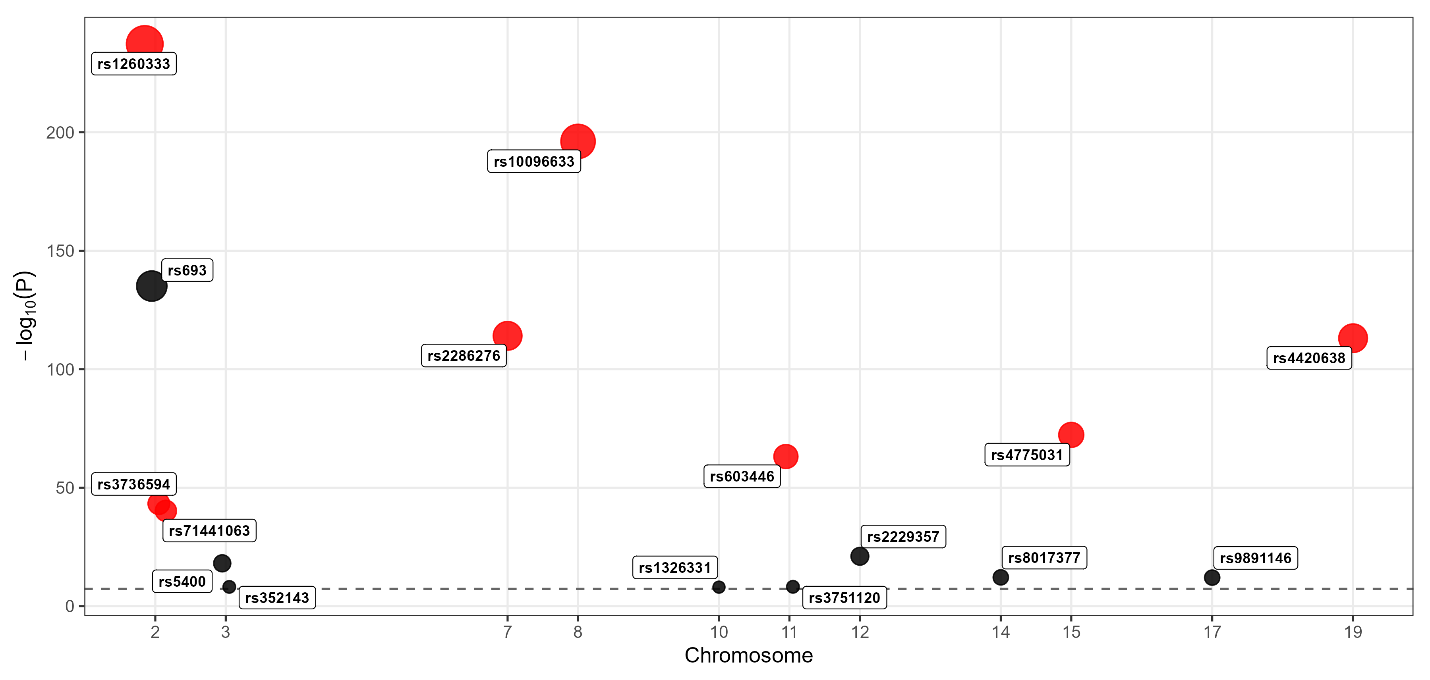 rs1260333
200
rs10096633
150
rs693
rs2286276
rs4420638
100
rs4775031
rs603446
50
rs3736594
rs71441063
rs2229357
rs8017377
rs9891146
rs1326331
rs5400
rs352143
rs3751120
0
2 3 7 8 10 11 12 14 15 17 19
Chromosome
− log10(P)